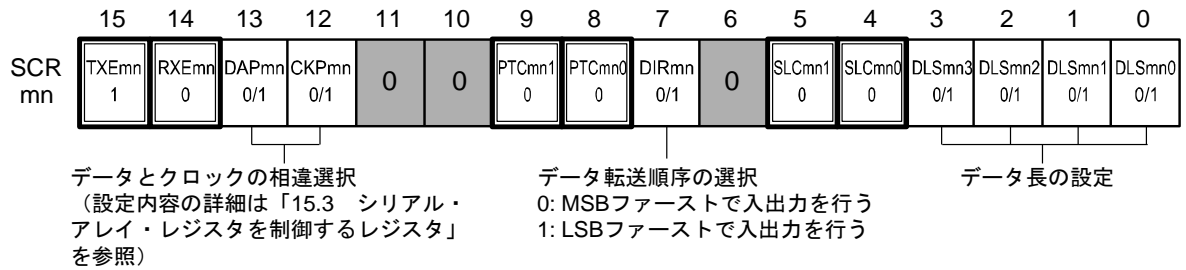 15 14 13 12 11 10 9 8 7 6 5 4 3 2 1 0
SCR
mn
TXEmn RXEmn DAPmn CKPmn 0 0 PTCmn1 PTCmn0 DIRmn 0 SLCmn1 SLCmn0 DLSmn3 DLSmn2 DLSmn1 DLSmn0
1 0 0/1 0/1 0 0 0/1 0 0 0/1 0/1 0/1 0/1
データとクロックの相違選択
（設定内容の詳細は「15.3 シリアル・
アレイ・レジスタを制御するレジスタ」
を参照）
データ転送順序の選択
0: MSBファーストで入出力を行う
1: LSBファーストで入出力を行う
データ長の設定